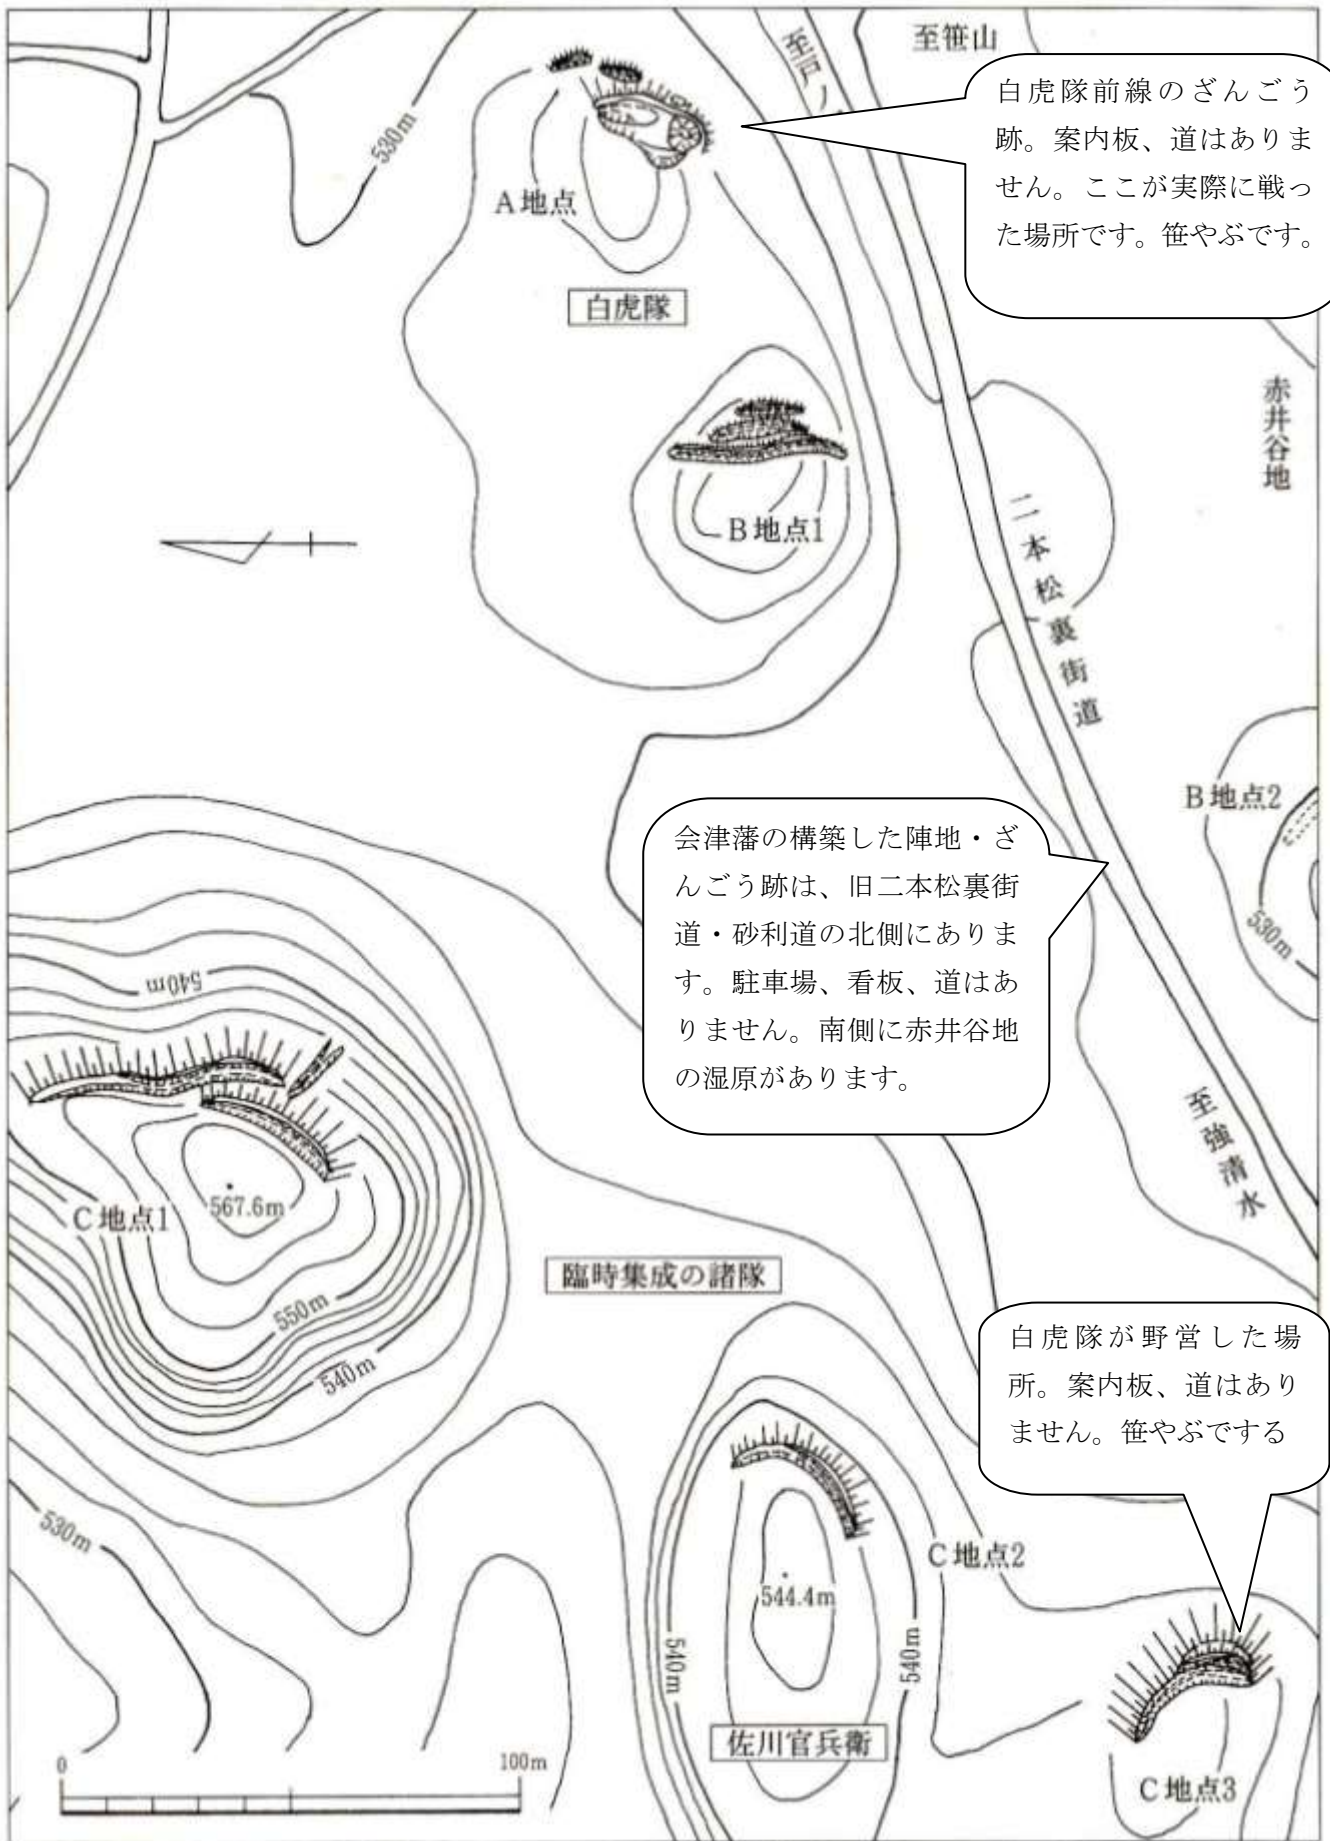 至笹山
至戸ノ
白虎隊前線のざんごう
跡。案内板、道はありま
せん。ここが実際に戦っ
た場所です。笹やぶです。
530m
A地点
白虎隊
赤井谷地
B地点1
二本松裏街道
B地点2
530m
会津藩の構築した陣地・ざ
んごう跡は、旧二本松裏街
道・砂利道の北側にありま
す。駐車場、看板、道はあ
りません。南側に赤井谷地
の湿原があります。
540m
至強清水
C地点1
567.6m
臨時集成の諸隊
550m
540m
白虎隊が野営した場
所。案内板、道はあり
ません。笹やぶでする
530m
C地点2
544.4m
540m
540m
佐川官兵衛
C地点3
0
100m